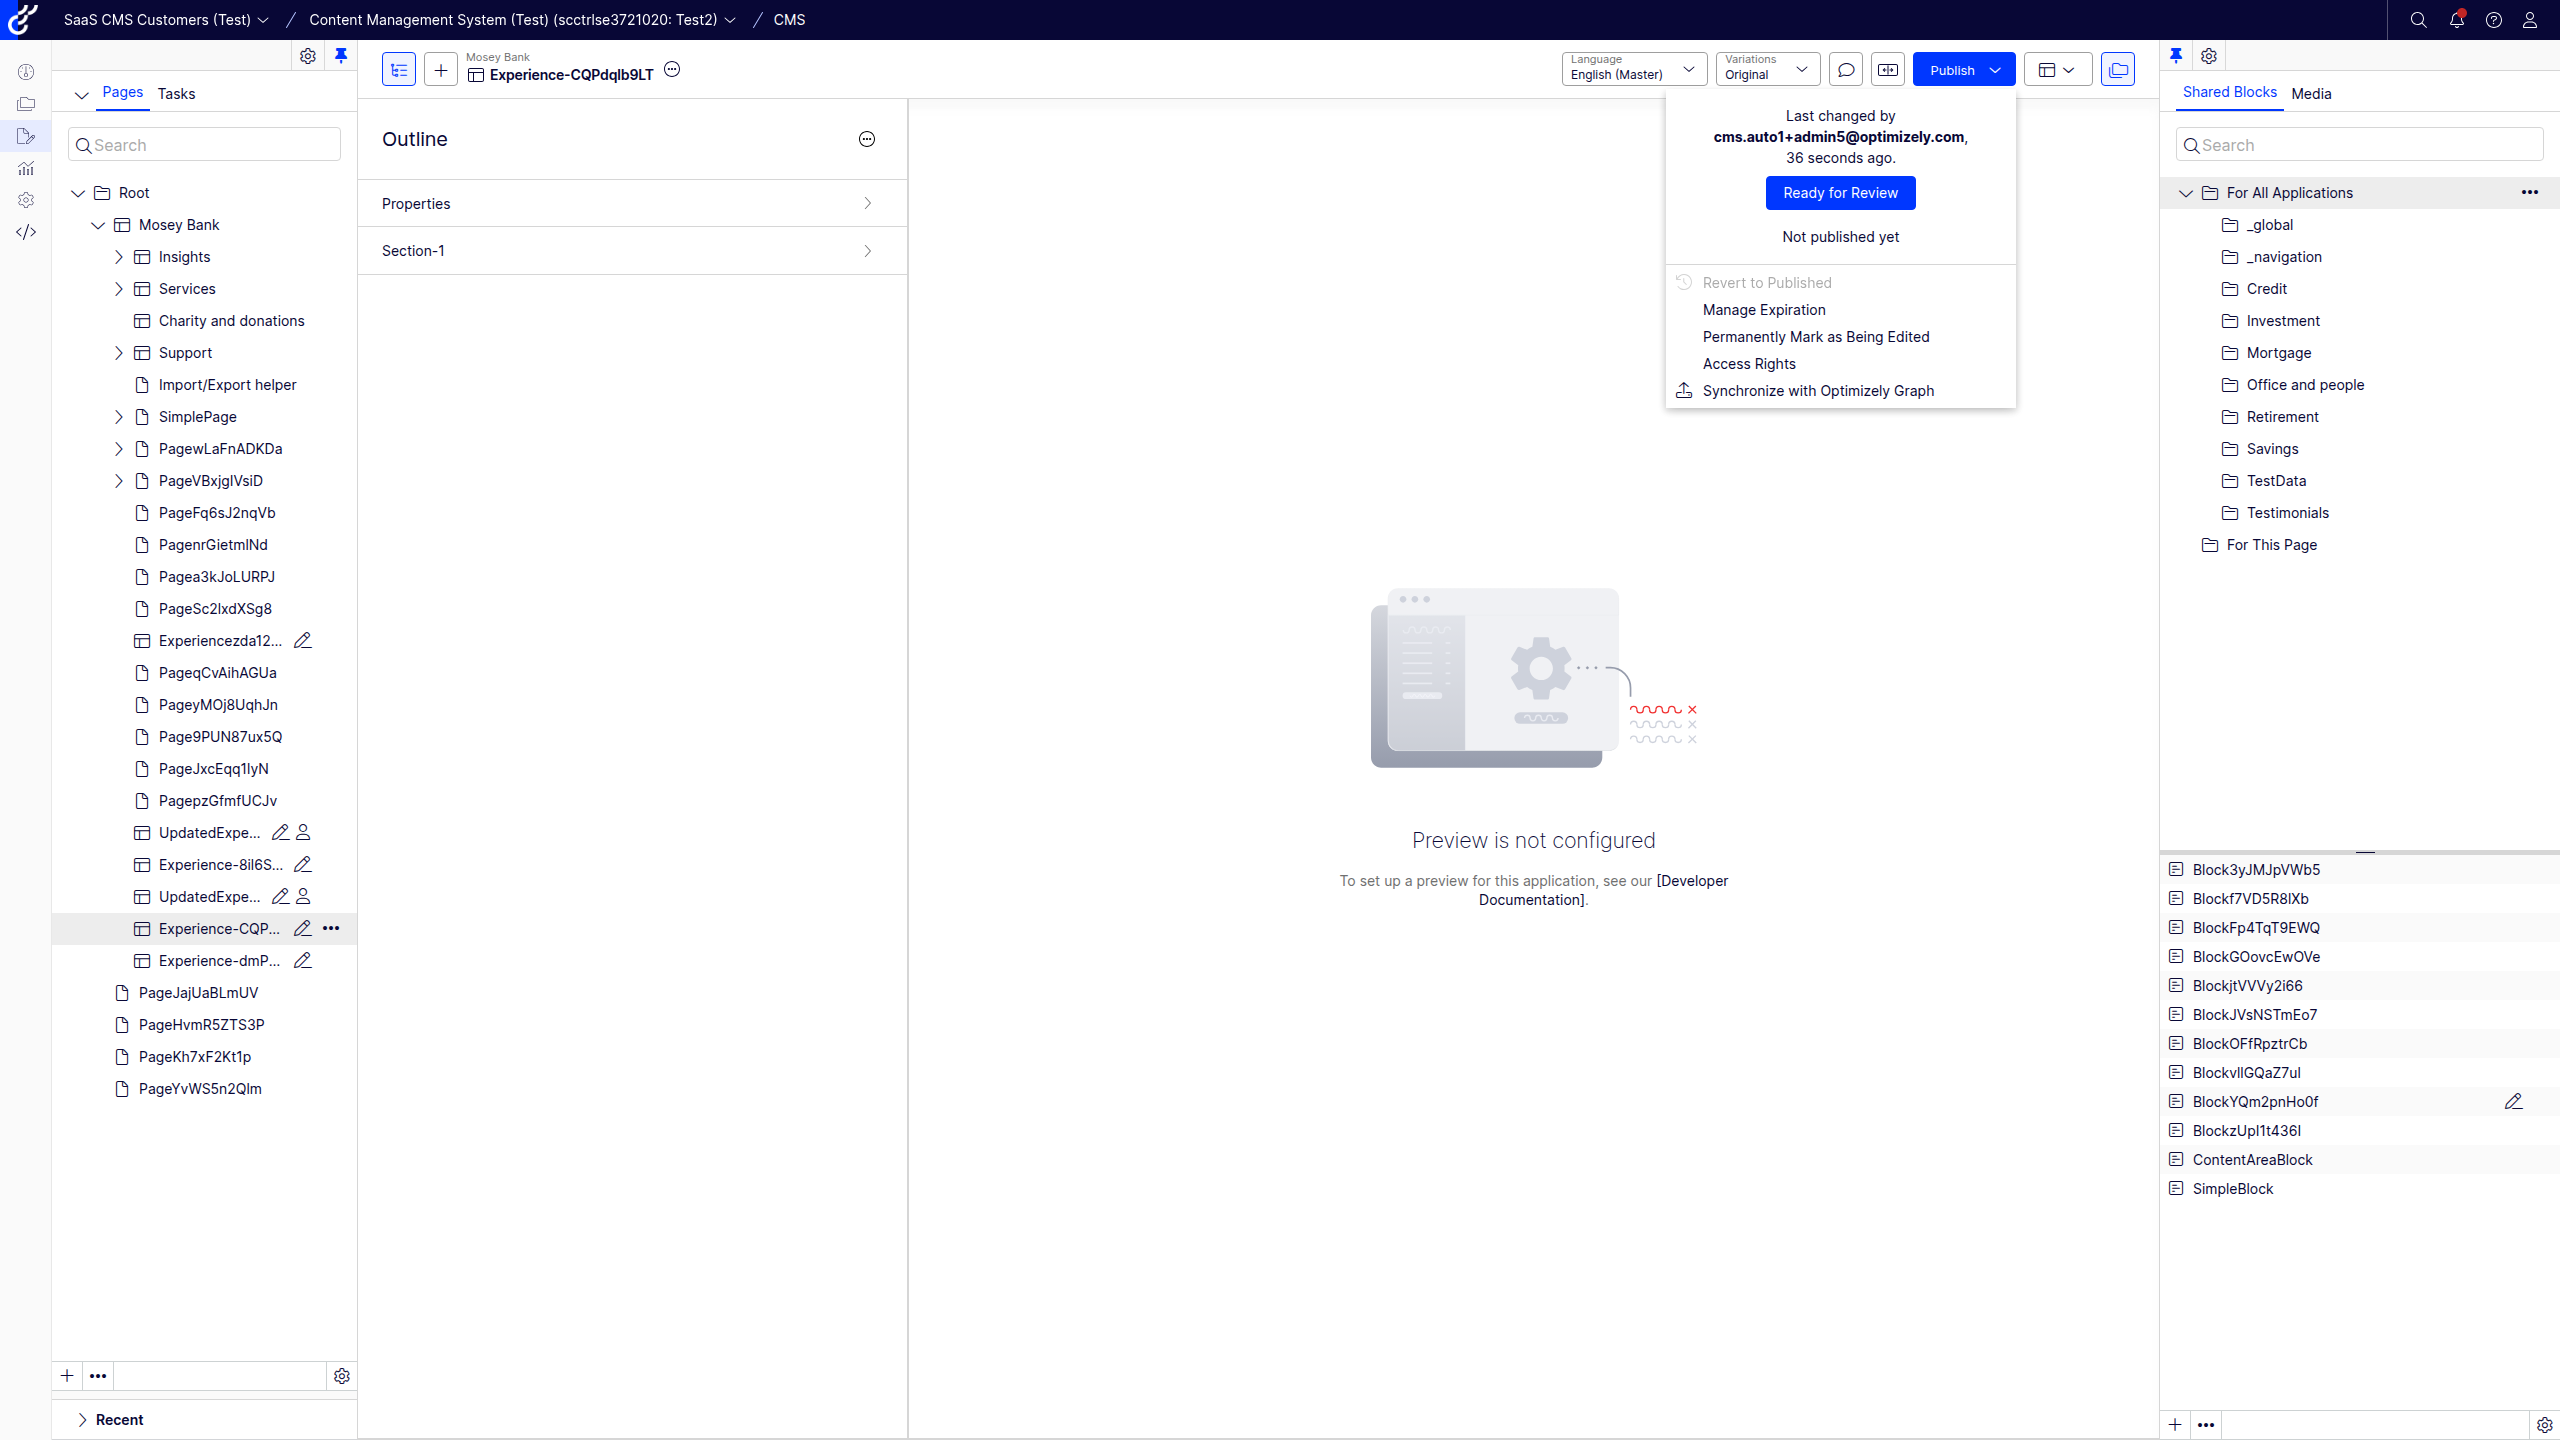 SaaS CMS Customers (Test) / Content Management System (Test) (scctrlse3721020: Test2) / CMS
Pages Tasks
Search
Root
Mosey Bank
Insights
Services
Charity and donations
Support
Import/Export helper
SimplePage
PagewLaFnADKDa
PageVBxjglVsiD
PageFq6sJ2nqVb
PagenrGietmlNd
Pagea3kJoLURPJ
PageSc2lxdXSg8
Experiencezda12...
PageqCvAihAGUa
PageyMOj8UqhJn
Page9PUN87ux5Q
PageJxcEqq1lyN
PagepzGfmfUCJv
UpdatedExpe...
Experience-8il6S...
UpdatedExpe...
Experience-CQP...
Experience-dmP...
PageJajUaBLmUV
PageHvmR5ZTS3P
PageKh7xF2Kt1p
PageYvWS5n2Qlm
Recent
Mosey Bank
Experience-CQPdqlb9LT
Language
English (Master)
Variations
Original
Publish
Outline
Properties
Section-1
Last changed by
cms.auto1+admin5@optimizely.com,
36 seconds ago.
Ready for Review
Not published yet
Revert to Published
Manage Expiration
Permanently Mark as Being Edited
Access Rights
Synchronize with Optimizely Graph
Preview is not configured
To set up a preview for this application, see our [Developer
Documentation].
Shared Blocks Media
Search
For All Applications
_global
_navigation
Credit
Investment
Mortgage
Office and people
Retirement
Savings
TestData
Testimonials
For This Page
Block3yJMJpVWb5
Blockf7VD5R8lXb
BlockFp4TqT9EWQ
BlockGOovcEwOVe
BlockjtVVVy2i66
BlockJVsNSTmEo7
BlockOFfRpztrCb
BlockvllGQaZ7ul
BlockYQm2pnHo0f
BlockzUpI1t436I
ContentAreaBlock
SimpleBlock